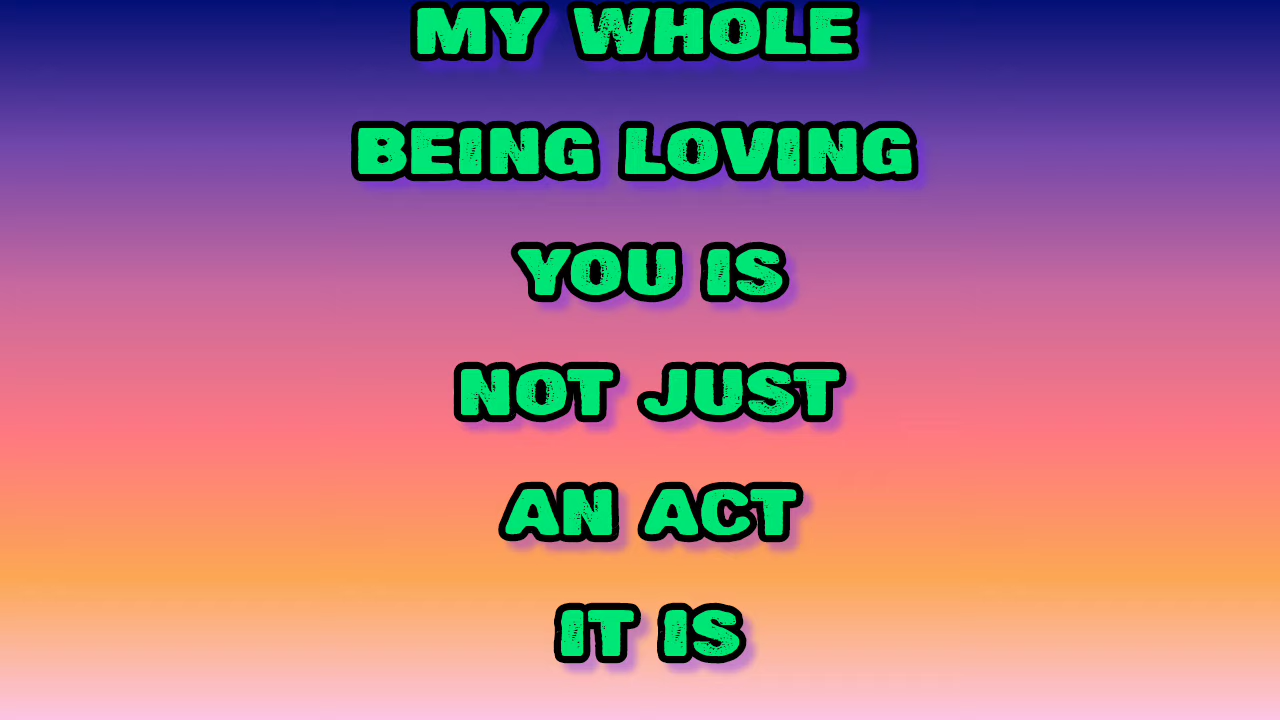 MY WHOLE
BEING LOVING
YOU IS
NOT JUST
AN ACT
IT IS